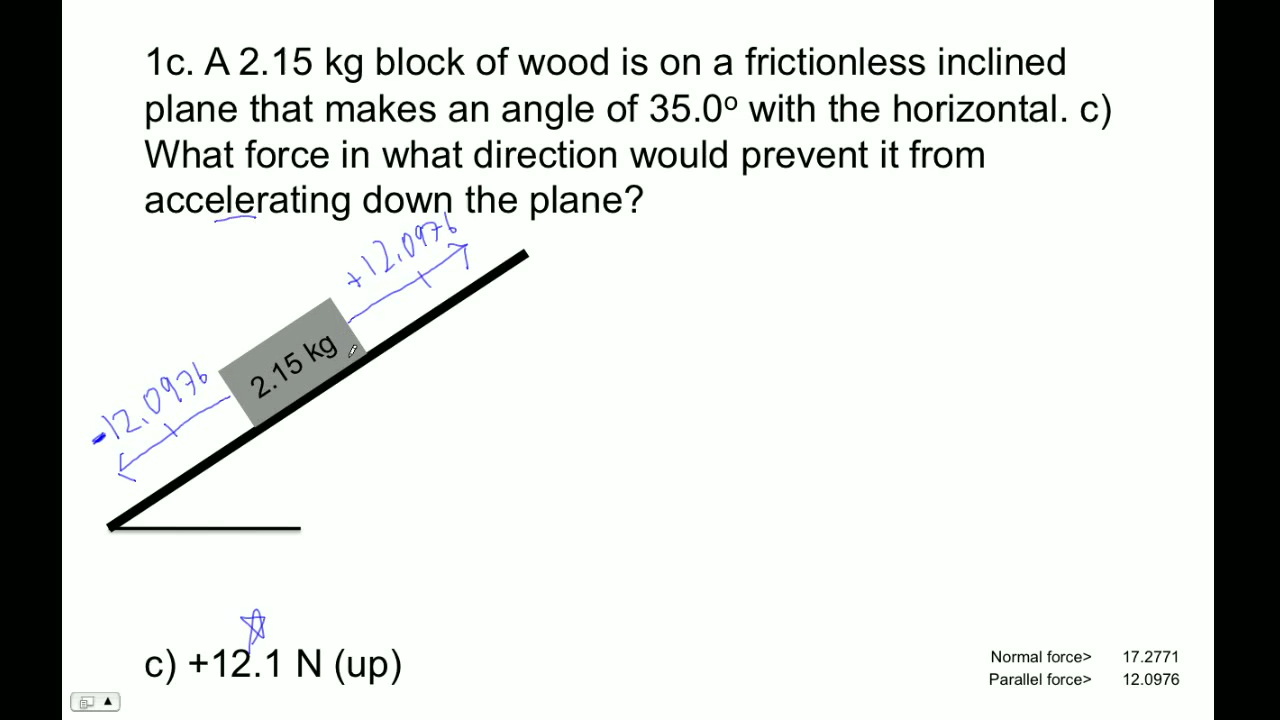 1c. A 2.15 kg block of wood is on a frictionless inclined
plane that makes an angle of 35.0º with the horizontal. c)
What force in what direction would prevent it from
accelerating down the plane?
+12.0976
2.15 kg
-12.0976
c) +12.1 N (up)
Normal force> 17.2771
Parallel force> 12.0976